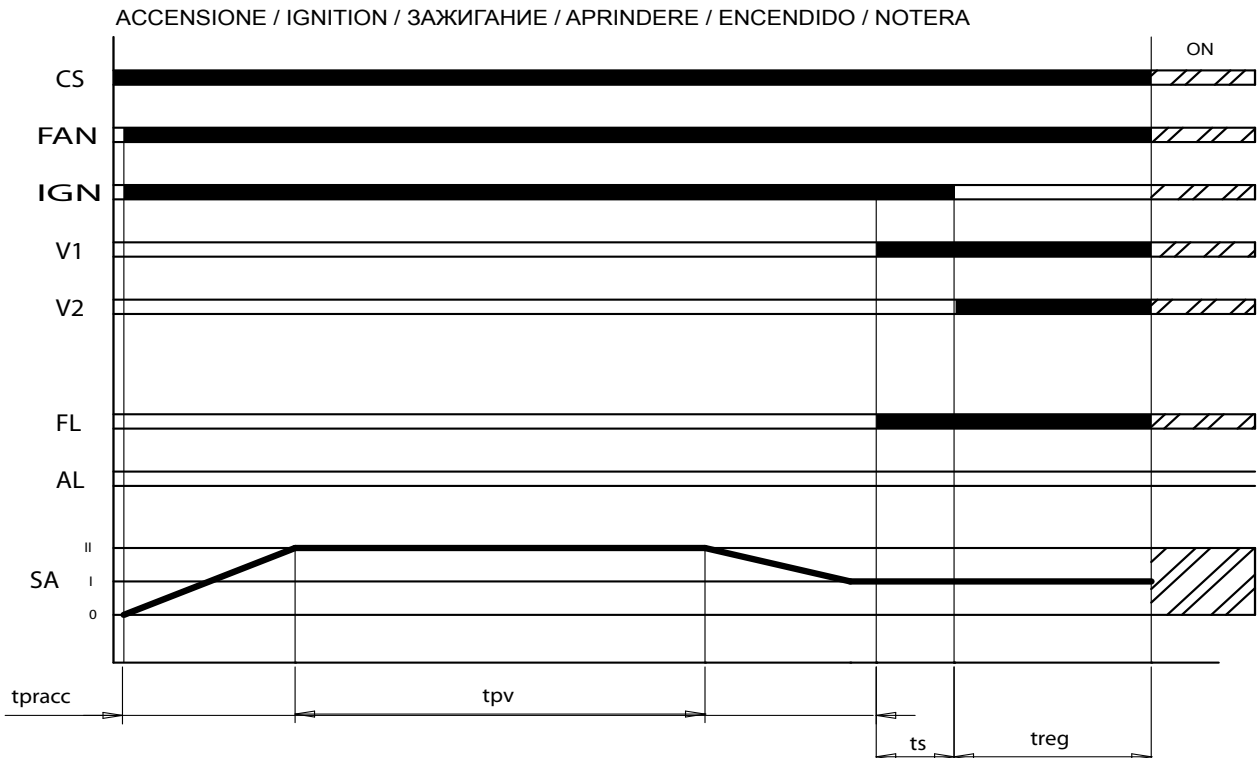 ACCENSIONE / IGNITION / ЗАЖИГАНИЕ / APRINDERE / ENCENDIDO / NOTERA
ON
CS
FAN
IGN
V1
V2
FL
AL
II
SA I
0
tpracc
tpv
ts
treg